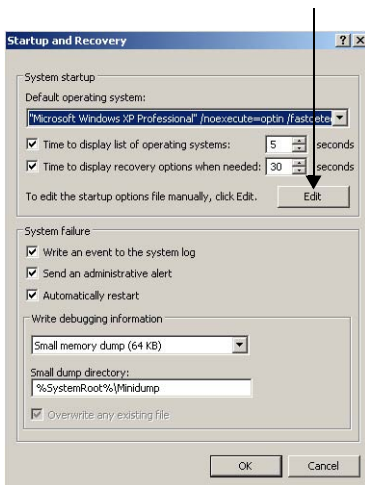 Startup and Recovery
System startup
Default operating system:
"Microsoft Windows XP Professional" /noexecute=optin /fastdetec
Time to display list of operating systems: 5 seconds
Time to display recovery options when needed: 30 seconds
To edit the startup options file manually, click Edit. Edit
System failure
Write an event to the system log
Send an administrative alert
Automatically restart
Write debugging information
Small memory dump (64 KB)
Small dump directory:
%SystemRoot%\Minidump
Overwrite any existing file
OK Cancel